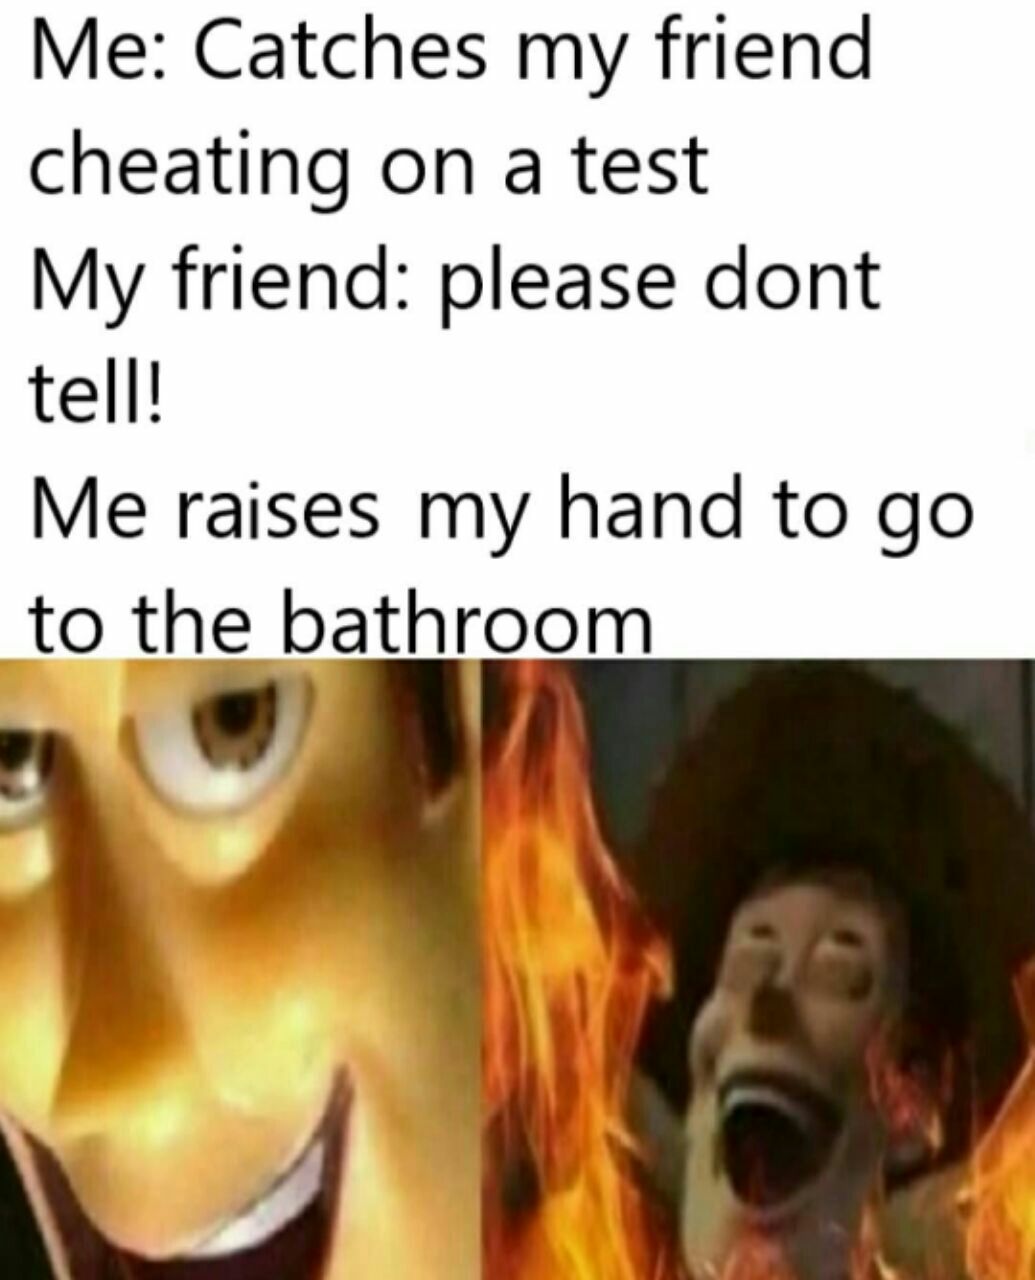 Me: Catches my friend
cheating on a test
My friend: please dont
tell!
Me raises my hand to go
to the bathroom